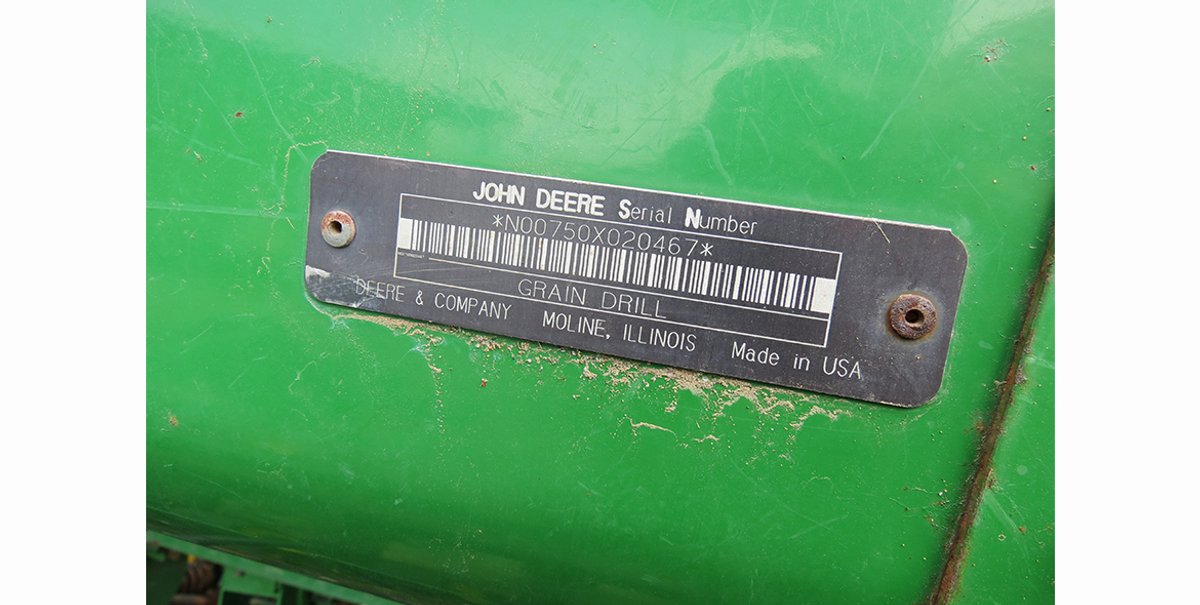 JOHN DEERE Serial Number
*N00750X020467*
GRAIN DRILL
DEERE & COMPANY MOLINE, ILLINOIS Made in USA